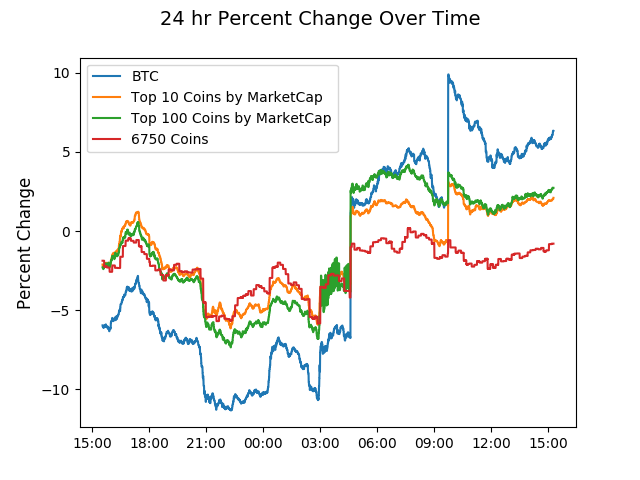 24 hr Percent Change Over Time
BTC
Top 10 Coins by MarketCap
Top 100 Coins by MarketCap
6750 Coins
Percent Change
10
5
0
−5
−10
15:00 18:00 21:00 00:00 03:00 06:00 09:00 12:00 15:00